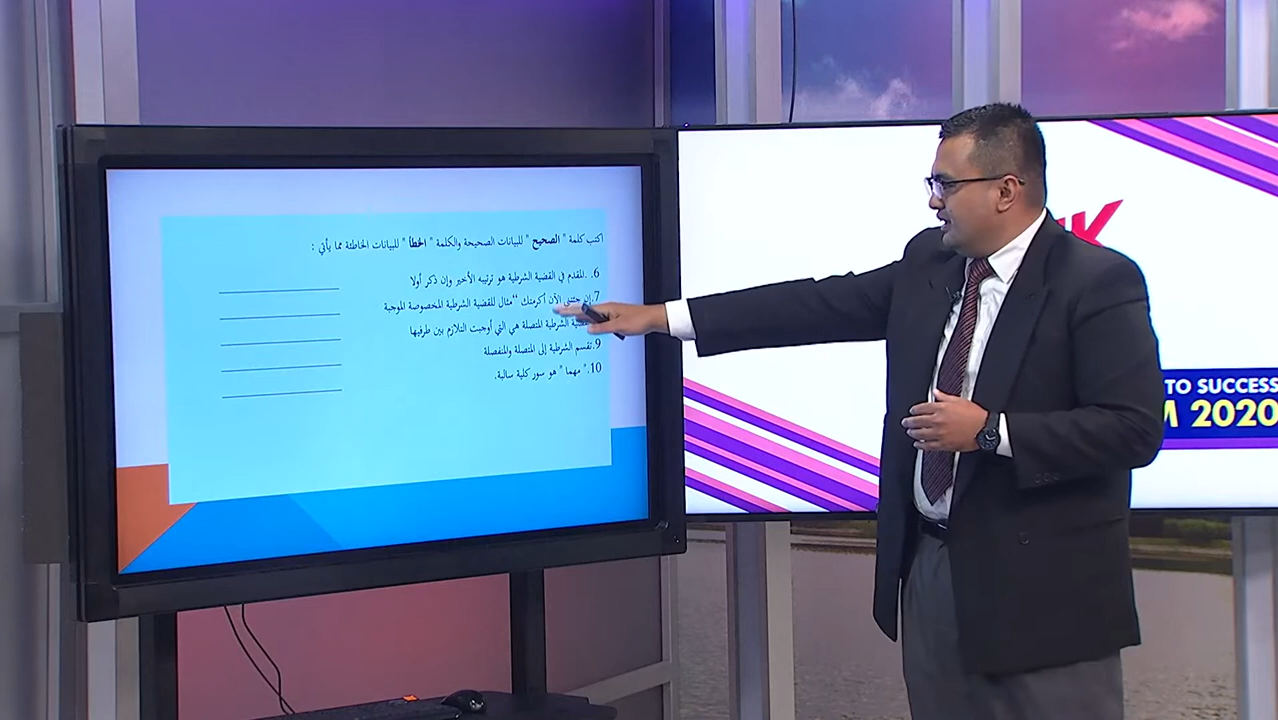 اكتب كلمة " الصحيح " للبيانات الصحيحة والكلمة " الخطأ " للبيانات الخاطئة مما يأتي :
6. .المقدم في القضية الشرطية هو ترتيبه الأخير وإن ذكر أولا
7.إن جئتني الآن أكرمتك "مثال للقضية الشرطية المخصوصة الموجبة
الشرطية المتصلة هي التي أوجبت التلازم بين طرفيها
9.تقسم الشرطية إلى المتصلة والمنفصلة
10." مهما " هو سور كلية سالبة.
TO SUCCESS
2020